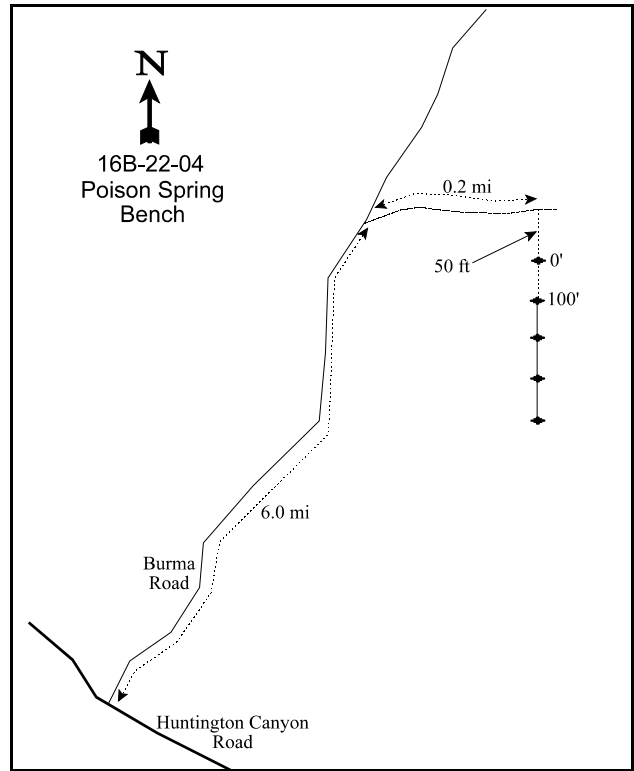 N
16B-22-04
Poison Spring
Bench
0.2 mi
50 ft
0'
100'
6.0 mi
Burma
Road
Huntington Canyon
Road